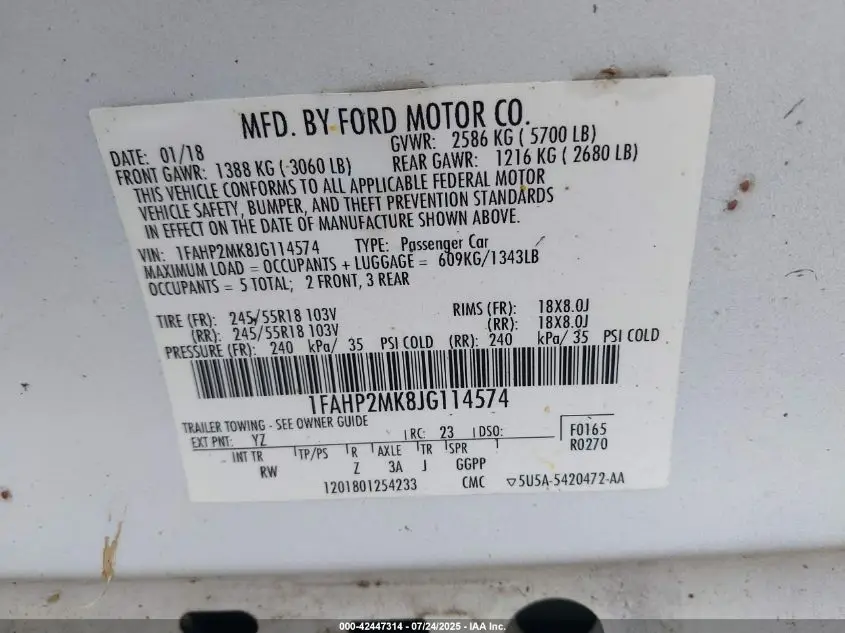 MFD. BY FORD MOTOR CO.
DATE: 01/18 GVWR: 2586 KG ( 5700 LB)
FRONT GAWR: 1388 KG ( 3060 LB) REAR GAWR: 1216 KG ( 2680 LB)
THIS VEHICLE CONFORMS TO ALL APPLICABLE FEDERAL MOTOR
VEHICLE SAFETY, BUMPER, AND THEFT PREVENTION STANDARDS
IN EFFECT ON THE DATE OF MANUFACTURE SHOWN ABOVE.
VIN: 1FAHP2MK8JG114574 TYPE: Passenger Car
MAXIMUM LOAD = OCCUPANTS + LUGGAGE = 609KG/1343LB
OCCUPANTS = 5 TOTAL; 2 FRONT, 3 REAR
TIRE (FR): 245/55R18 103V RIMS (FR): 18X8.0J
(RR): 245/55R18 103V (RR): 18X8.0J
PRESSURE (FR): 240 kPa/ 35 PSI COLD (RR): 240 kPa/ 35 PSI COLD
1FAHP2MK8JG114574
TRAILER TOWING - SEE OWNER GUIDE
EXT PNT: YZ RC: 23 DSO: F0165
INT TR TP/PS R AXLE TR SPR R0270
RW Z 3A J GGPP
1201801254233 CMC ▽5U5A-5420472-AA
000-42447314 / 07/24/2025 / IAA Inc.